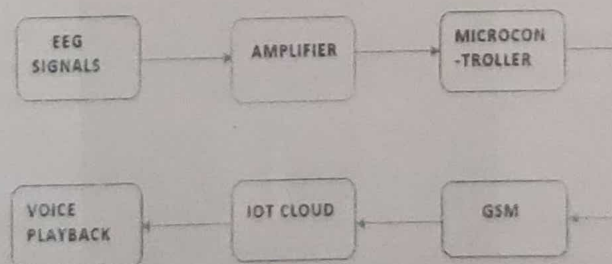 EEG
SIGNALS
AMPLIFIER
MICROCON
-TROLLER
VOICE
PLAYBACK
IOT CLOUD
GSM